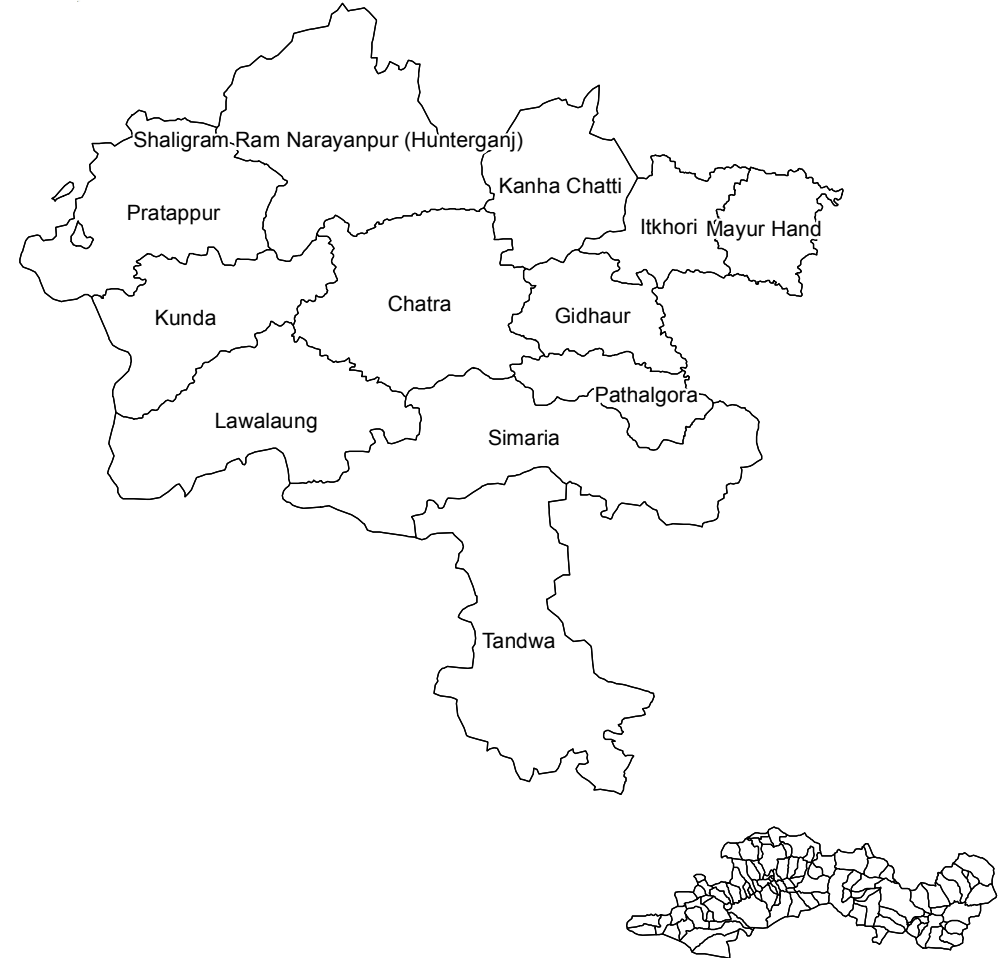 Shaligram Ram Narayanpur (Hunterganj)
Kanha Chatti
Pratappur
Itkhori
Mayur Hand
Chatra
Kunda
Gidhaur
Pathalgora
Lawalaung
Simaria
Tandwa